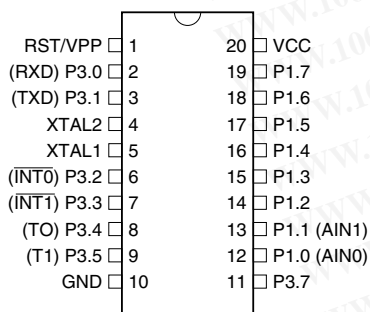 RST/VPP 1 20 VCC
(RXD) P3.0 2 19 P1.7
(TXD) P3.1 3 18 P1.6
XTAL2 4 17 P1.5
XTAL1 5 16 P1.4
(INT0) P3.2 6 15 P1.3
(INT1) P3.3 7 14 P1.2
(TO) P3.4 8 13 P1.1 (AIN1)
(T1) P3.5 9 12 P1.0 (AIN0)
GND 10 11 P3.7